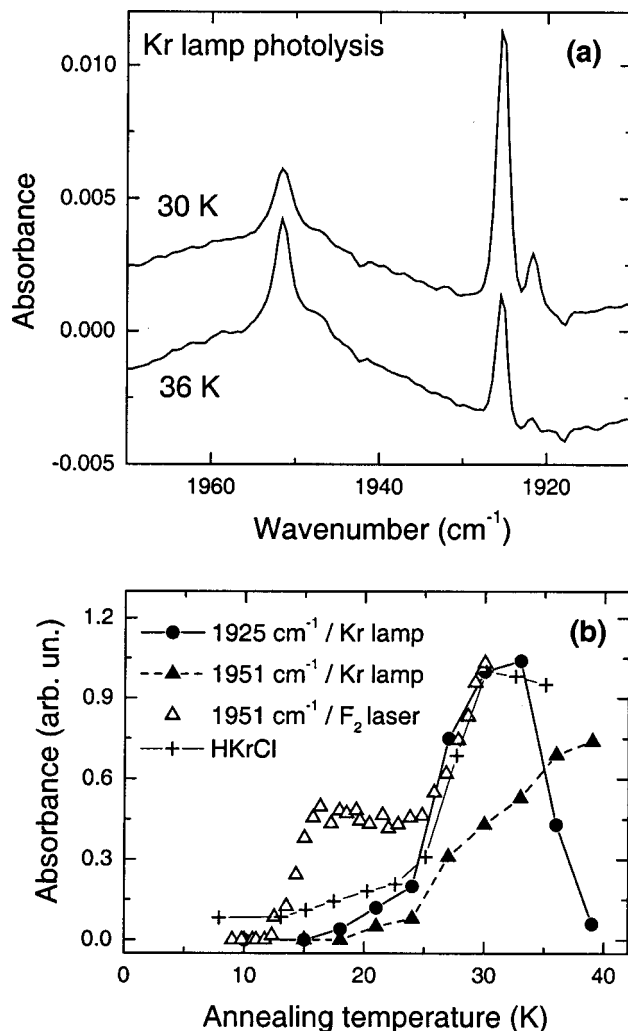 Kr lamp photolysis
(a)
0.010
0.005
0.000
-0.005
Absorbance
30 K
36 K
1960
1940
1920
Wavenumber (cm⁻¹)
(b)
1925 cm⁻¹ / Kr lamp
1951 cm⁻¹ / Kr lamp
1951 cm⁻¹ / F₂ laser
HKrCl
1.2
0.9
0.6
0.3
0.0
Absorbance (arb. un.)
0
10
20
30
40
Annealing temperature (K)